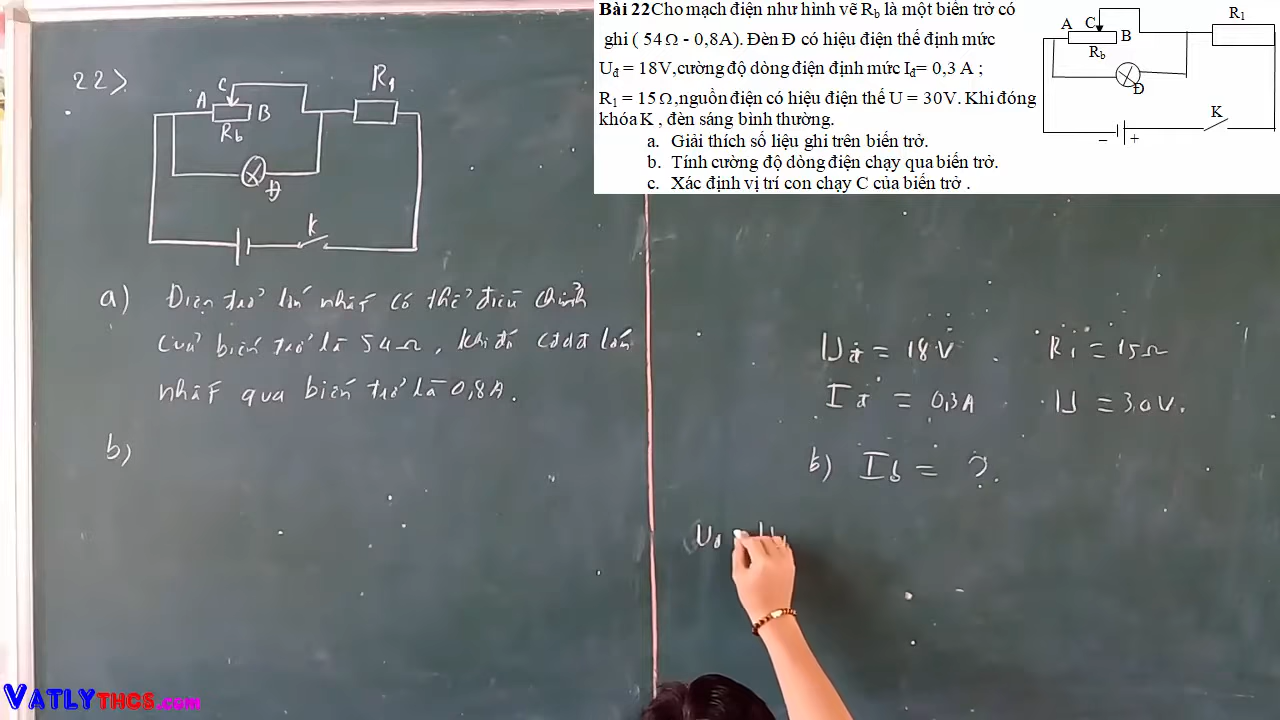 Bài 22Cho mạch điện như hình vẽ Rb là một biến trở có
ghi ( 54 Ω - 0,8A). Đèn Đ có hiệu điện thế định mức
Uđ = 18V,cường độ dòng điện định mức Iđ= 0,3 A ;
R1 = 15 Ω,nguồn điện có hiệu điện thế U = 30V. Khi đóng
khóa K , đèn sáng bình thường.
a. Giải thích số liệu ghi trên biến trở.
b. Tính cường độ dòng điện chạy qua biến trở.
c. Xác định vị trí con chạy C của biến trở .
R1
A C B
Rb
Đ
K
− +
22>
C R1
A B
Rb
Đ
K
a) Điện trở lớn nhất có thể điều chỉnh
của biến trở là 54Ω, khi đó cđdđ lớn
nhất qua biến trở là 0,8A.
b)
Uđ = 18V R1 = 15Ω
Iđ = 0,3A U = 30V.
b) Ib = ?
Uđ
VATLYTHCS.com